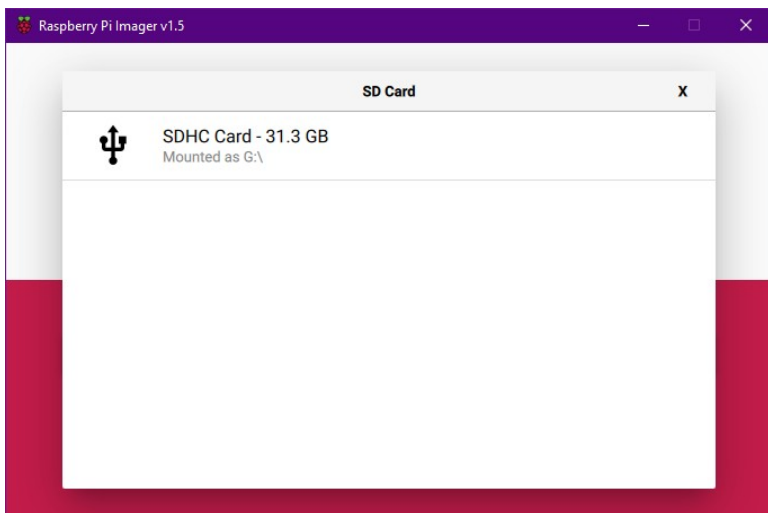 Raspberry Pi Imager v1.5
SD Card X
SDHC Card - 31.3 GB
Mounted as G:\